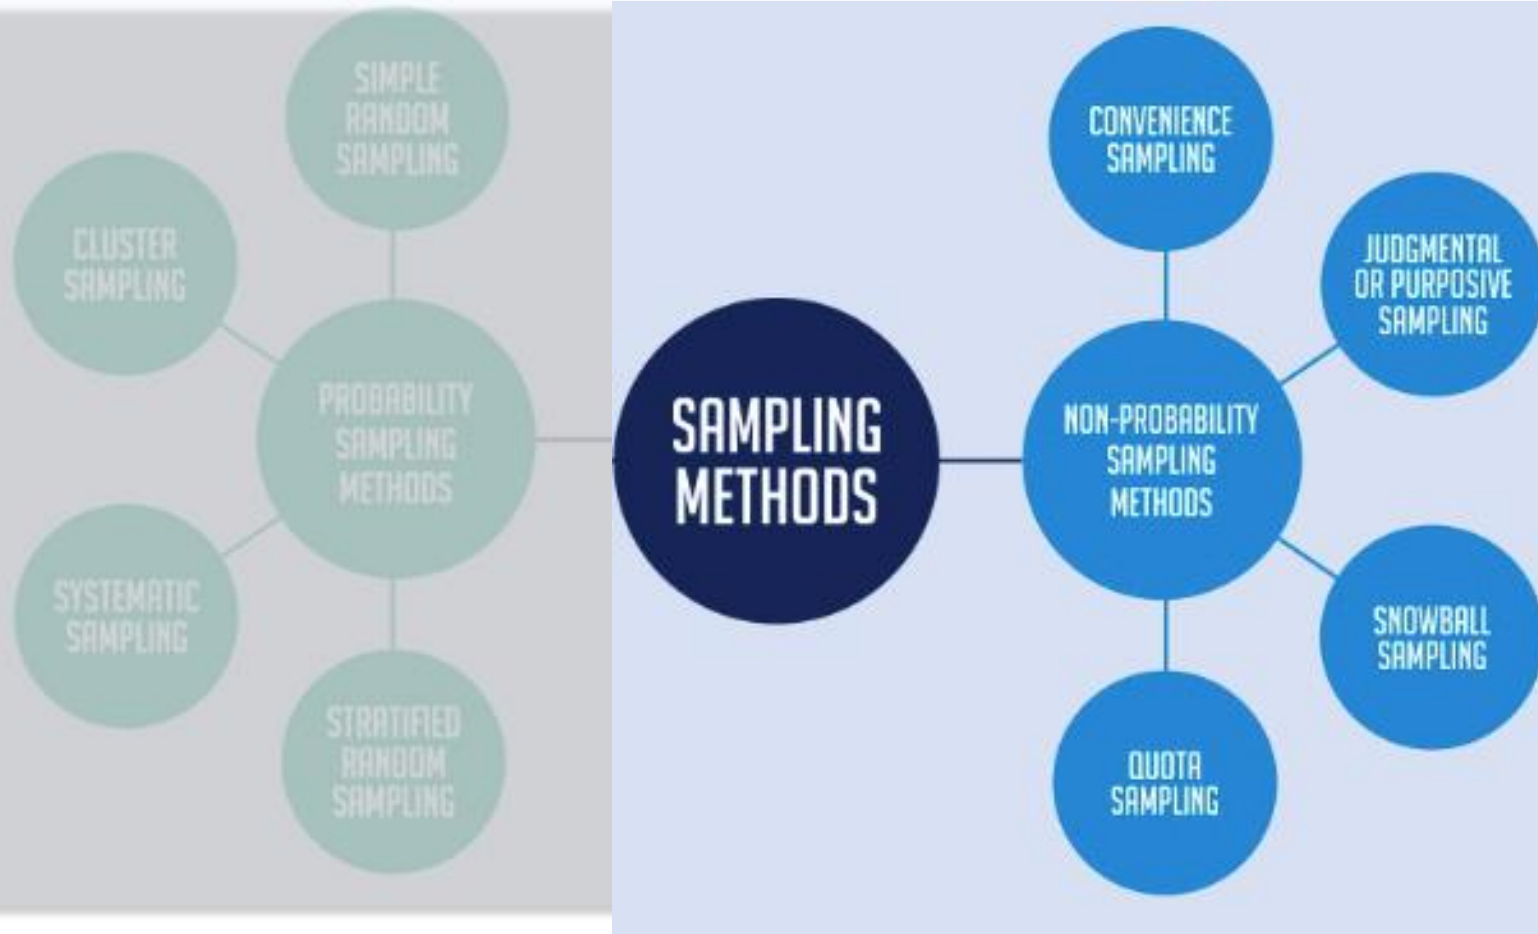 SIMPLE
RANDOM
SAMPLING
CLUSTER
SAMPLING
PROBABILITY
SAMPLING
METHODS
SYSTEMATIC
SAMPLING
STRATIFIED
RANDOM
SAMPLING
SAMPLING
METHODS
CONVENIENCE
SAMPLING
JUDGMENTAL
OR PURPOSIVE
SAMPLING
NON-PROBABILITY
SAMPLING
METHODS
SNOWBALL
SAMPLING
QUOTA
SAMPLING